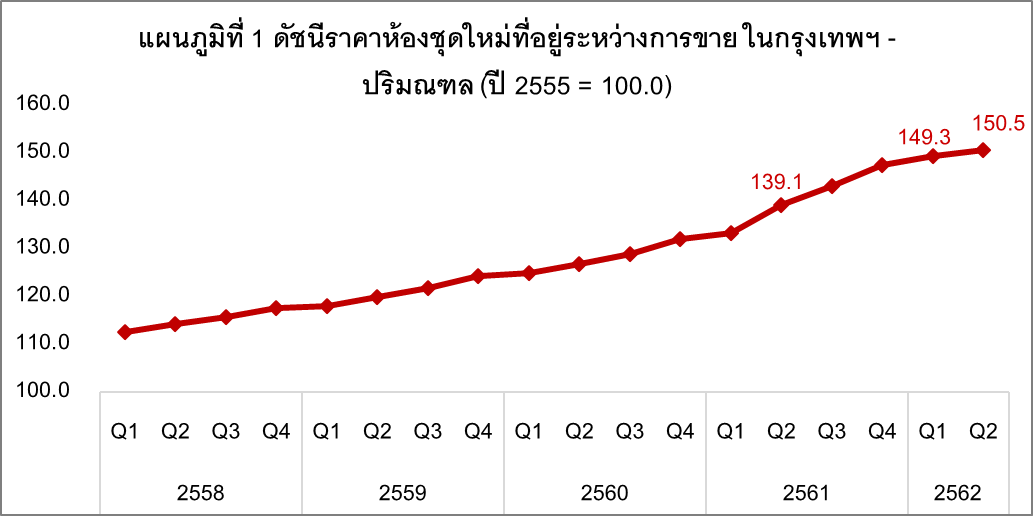 แผนภูมิที่ 1 ดัชนีราคาห้องชุดใหม่ที่อยู่ระหว่างการขาย ในกรุงเทพฯ -
ปริมณฑล (ปี 2555 = 100.0)
160.0
150.0
140.0
130.0
120.0
110.0
100.0
139.1
149.3
150.5
Q1 Q2 Q3 Q4 Q1 Q2 Q3 Q4 Q1 Q2 Q3 Q4 Q1 Q2 Q3 Q4 Q1 Q2
2558 2559 2560 2561 2562